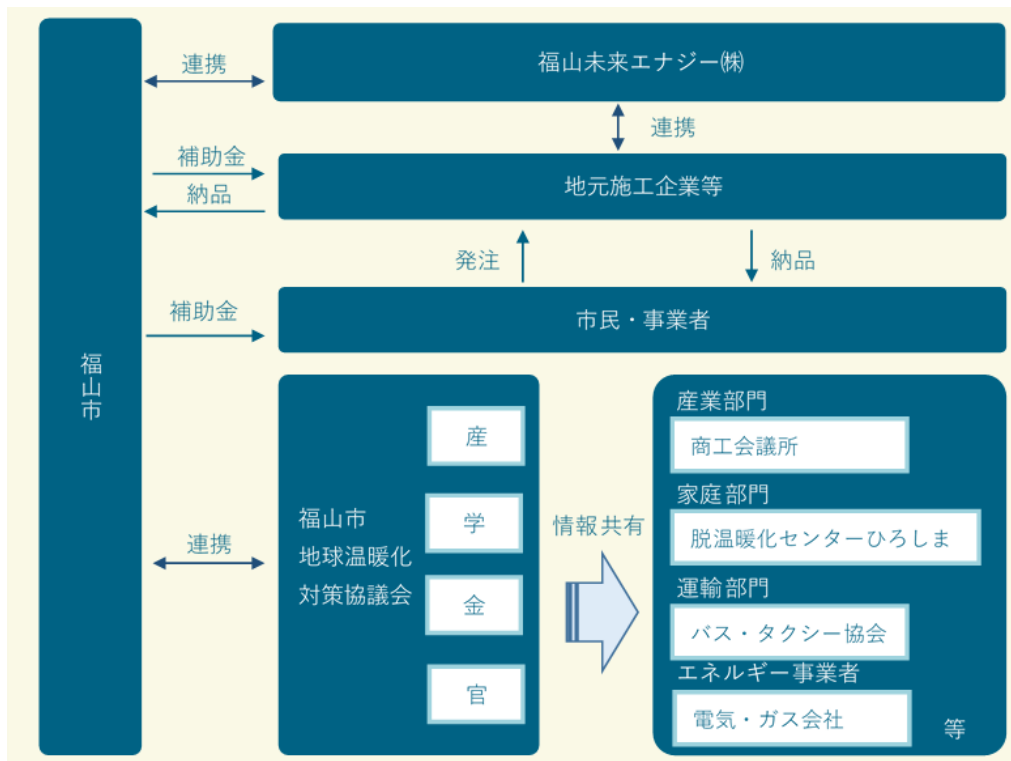 福山市
連携
福山未来エナジー㈱
連携
補助金
納品
地元施工企業等
発注
納品
補助金
市民・事業者
連携
福山市
地球温暖化
対策協議会
産
学
金
官
情報共有
産業部門
商工会議所
家庭部門
脱温暖化センターひろしま
運輸部門
バス・タクシー協会
エネルギー事業者
電気・ガス会社
等